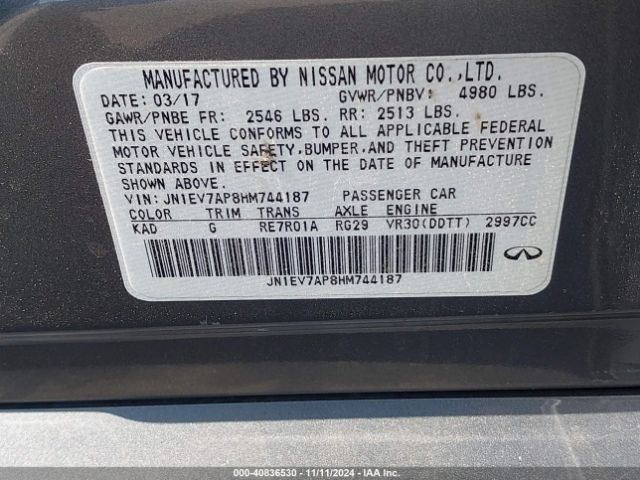 MANUFACTURED BY NISSAN MOTOR CO.,LTD.
DATE: 03/17 GVWR/PNBV: 4980 LBS.
GAWR/PNBE FR: 2546 LBS. RR: 2513 LBS.
THIS VEHICLE CONFORMS TO ALL APPLICABLE FEDERAL
MOTOR VEHICLE SAFETY,BUMPER,AND THEFT PREVENTION
STANDARDS IN EFFECT ON THE DATE OF MANUFACTURE
SHOWN ABOVE.
VIN: JN1EV7AP8HM744187 PASSENGER CAR
COLOR TRIM TRANS AXLE ENGINE
KAD G RE7R01A RG29 VR30(DDTT) 2997CC
JN1EV7AP8HM744187
000-40836530 - 11/11/2024 - IAA Inc.